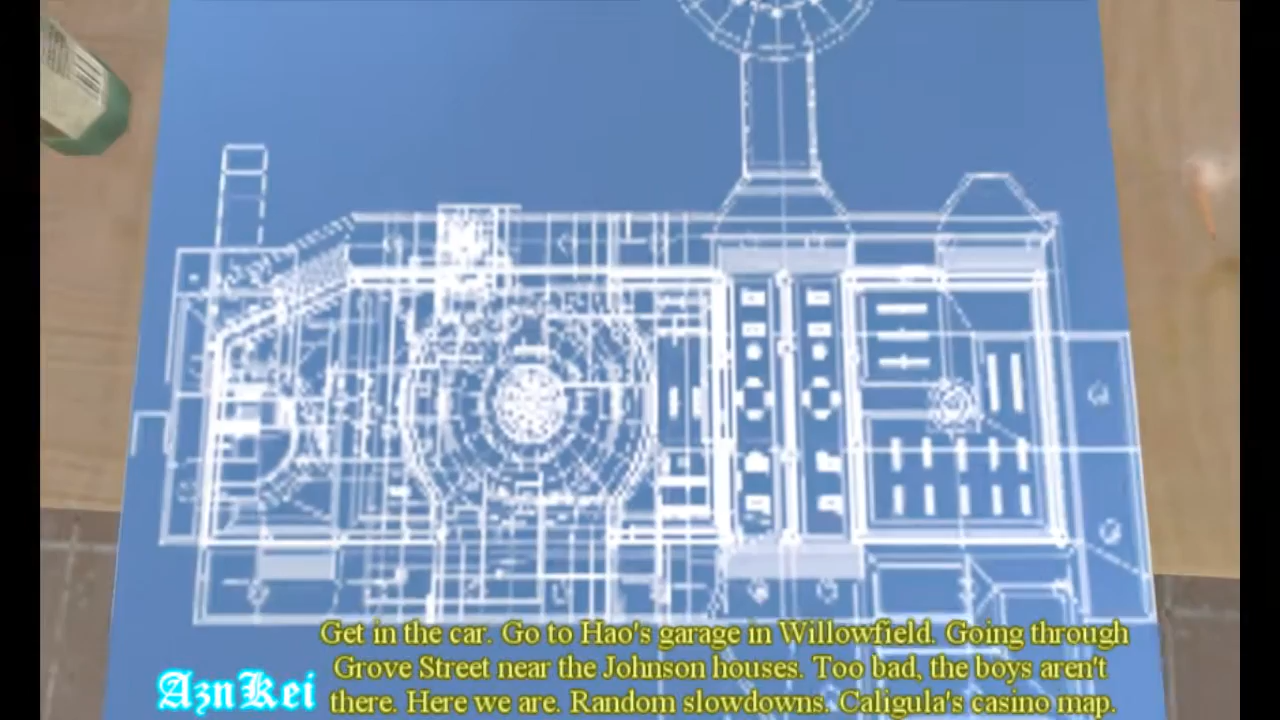 Get in the car. Go to Hao's garage in Willowfield. Going through
Grove Street near the Johnson houses. Too bad, the boys aren't
there. Here we are. Random slowdowns. Caligula's casino map.
AznKei